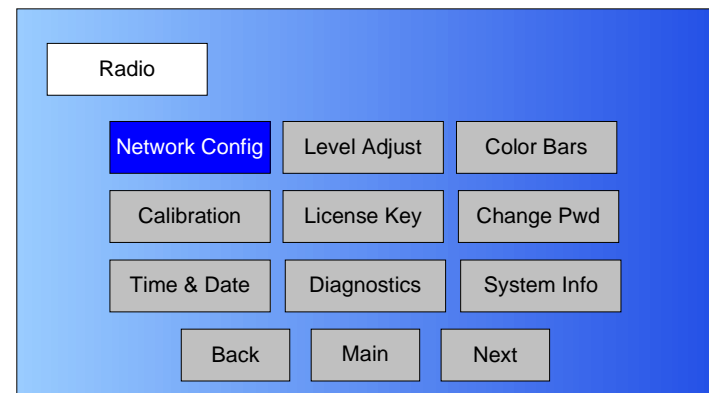 Radio
Network Config Level Adjust Color Bars
Calibration License Key Change Pwd
Time & Date Diagnostics System Info
Back Main Next